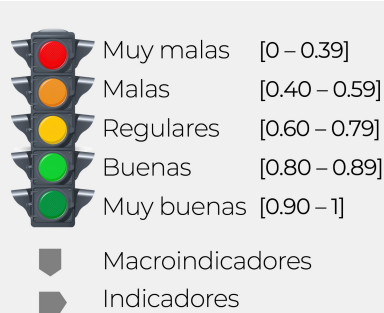 Muy malas [0 – 0.39]
Malas [0.40 – 0.59]
Regulares [0.60 – 0.79]
Buenas [0.80 – 0.89]
Muy buenas [0.90 – 1]
Macroindicadores
Indicadores